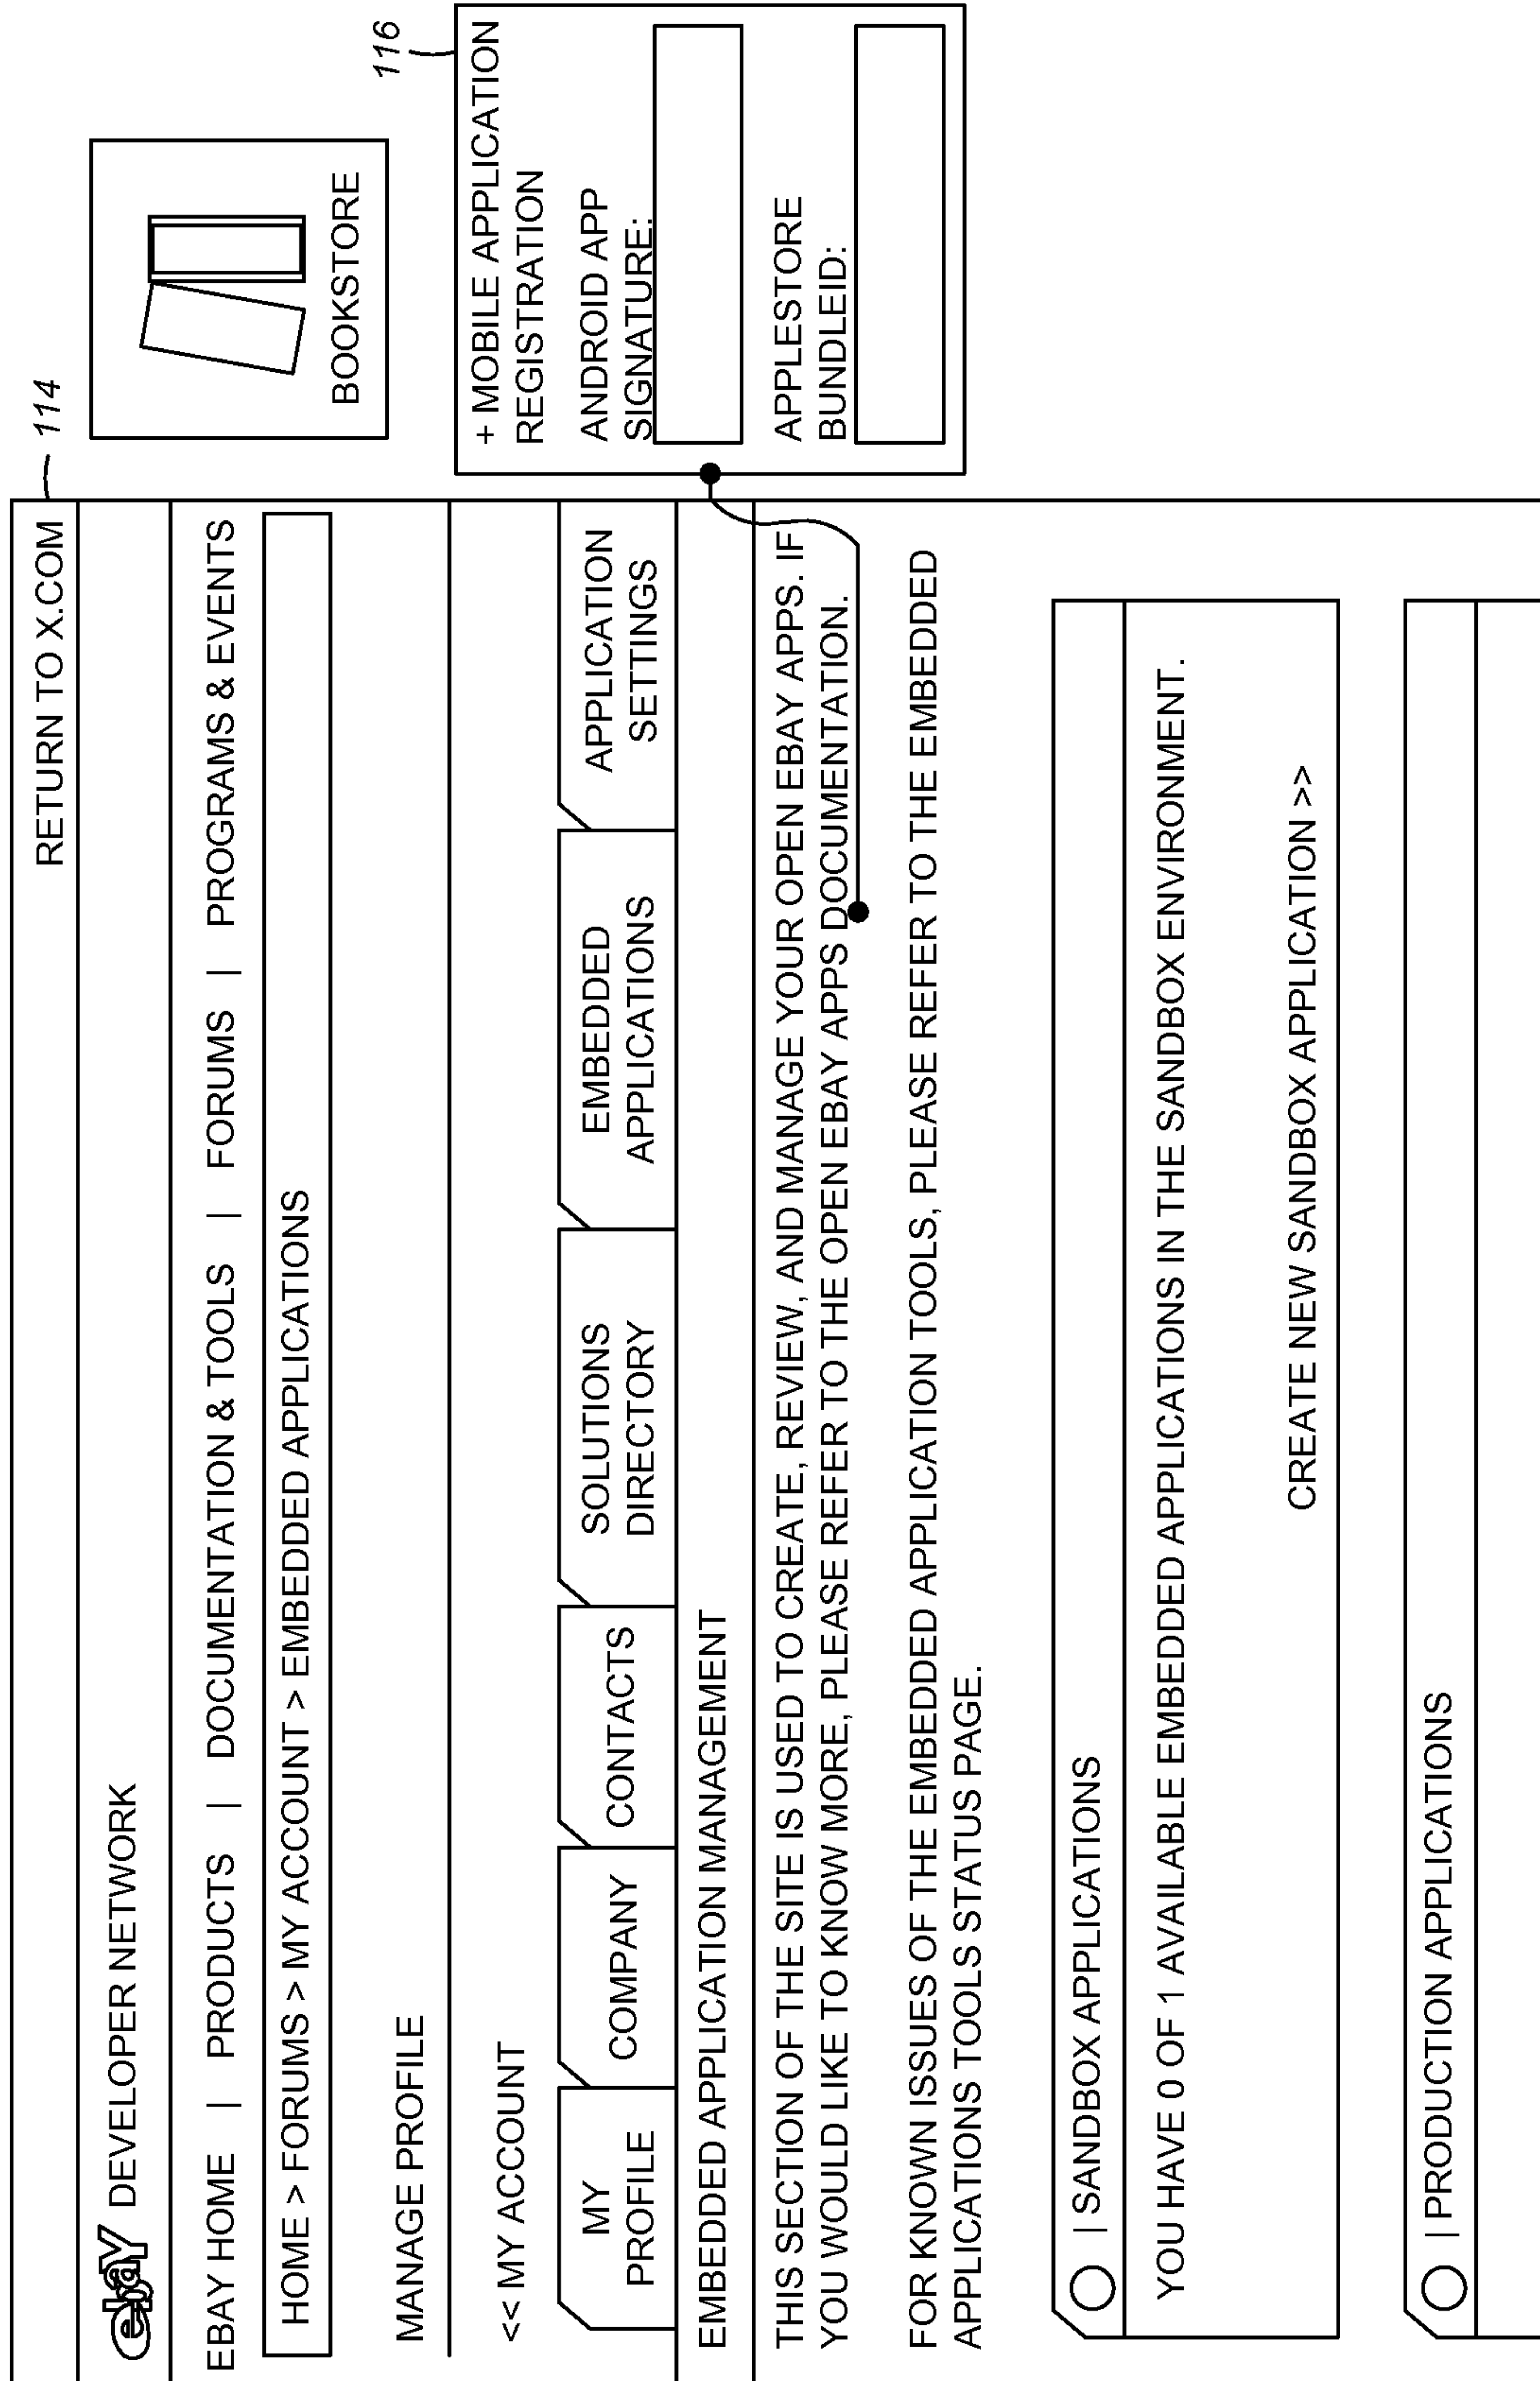 114
RETURN TO X.COM
ebay DEVELOPER NETWORK
EBAY HOME | PRODUCTS | DOCUMENTATION & TOOLS | FORUMS | PROGRAMS & EVENTS
HOME > FORUMS > MY ACCOUNT > EMBEDDED APPLICATIONS
BOOKSTORE
MANAGE PROFILE
<< MY ACCOUNT
MY
PROFILE
COMPANY
CONTACTS
SOLUTIONS
DIRECTORY
EMBEDDED
APPLICATIONS
APPLICATION
SETTINGS
116
+ MOBILE APPLICATION
REGISTRATION
ANDROID APP
SIGNATURE:
APPLESTORE
BUNDLEID:
EMBEDDED APPLICATION MANAGEMENT
THIS SECTION OF THE SITE IS USED TO CREATE, REVIEW, AND MANAGE YOUR OPEN EBAY APPS. IF
YOU WOULD LIKE TO KNOW MORE, PLEASE REFER TO THE OPEN EBAY APPS DOCUMENTATION.
FOR KNOWN ISSUES OF THE EMBEDDED APPLICATION TOOLS, PLEASE REFER TO THE EMBEDDED
APPLICATIONS TOOLS STATUS PAGE.
| SANDBOX APPLICATIONS
YOU HAVE 0 OF 1 AVAILABLE EMBEDDED APPLICATIONS IN THE SANDBOX ENVIRONMENT.
CREATE NEW SANDBOX APPLICATION >>
| PRODUCTION APPLICATIONS